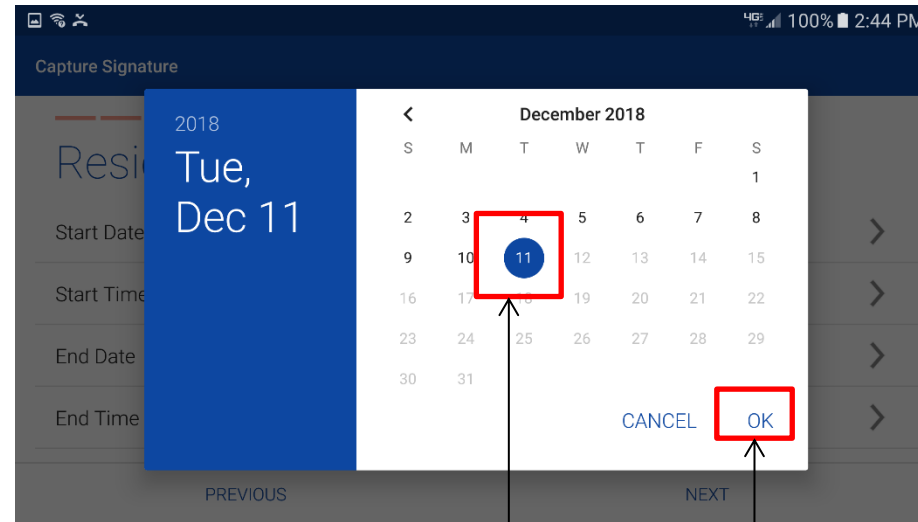 4G 100% 2:44 PM
Capture Signature
2018
Tue,
Dec 11
December 2018
S M T W T F S
1
2 3 4 5 6 7 8
9 10 11 12 13 14 15
16 17 18 19 20 21 22
23 24 25 26 27 28 29
30 31
CANCEL OK
Resi
Start Date
Start Time
End Date
End Time
PREVIOUS NEXT